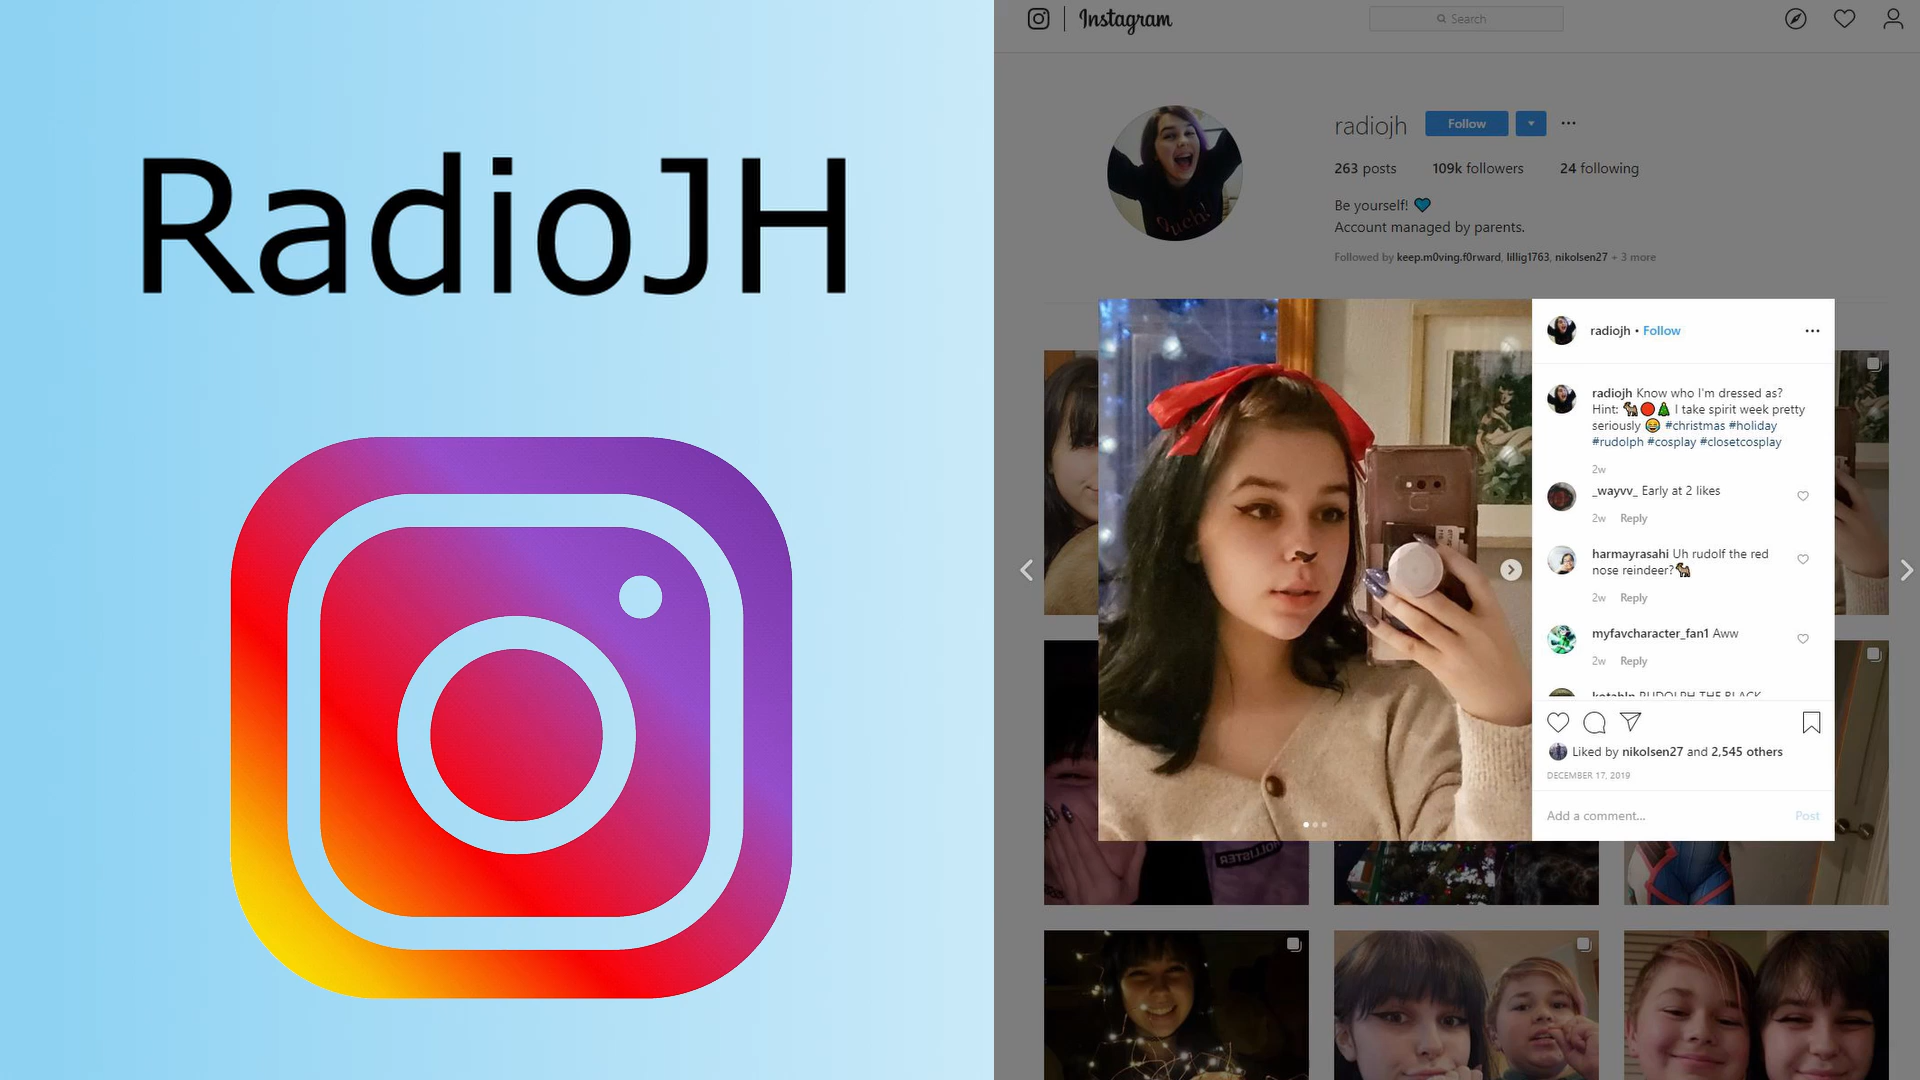 RadioJH
Instagram
Search
radiojh
Follow
263 posts
109k followers
24 following
Be yourself!
Account managed by parents.
Followed by keep.m0ving.f0rward, lillig1763, nikolsen27 + 3 more
Ouch!
radiojh • Follow
radiojh Know who I'm dressed as?
Hint: I take spirit week pretty
seriously #christmas #holiday
#rudolph #cosplay #closetcosplay
2w
_wayvv_ Early at 2 likes
2w Reply
harmayrasahi Uh rudolf the red
nose reindeer?
2w Reply
myfavcharacter_fan1 Aww
2w Reply
Liked by nikolsen27 and 2,545 others
DECEMBER 17, 2019
Add a comment...
Post
HOLLISTER